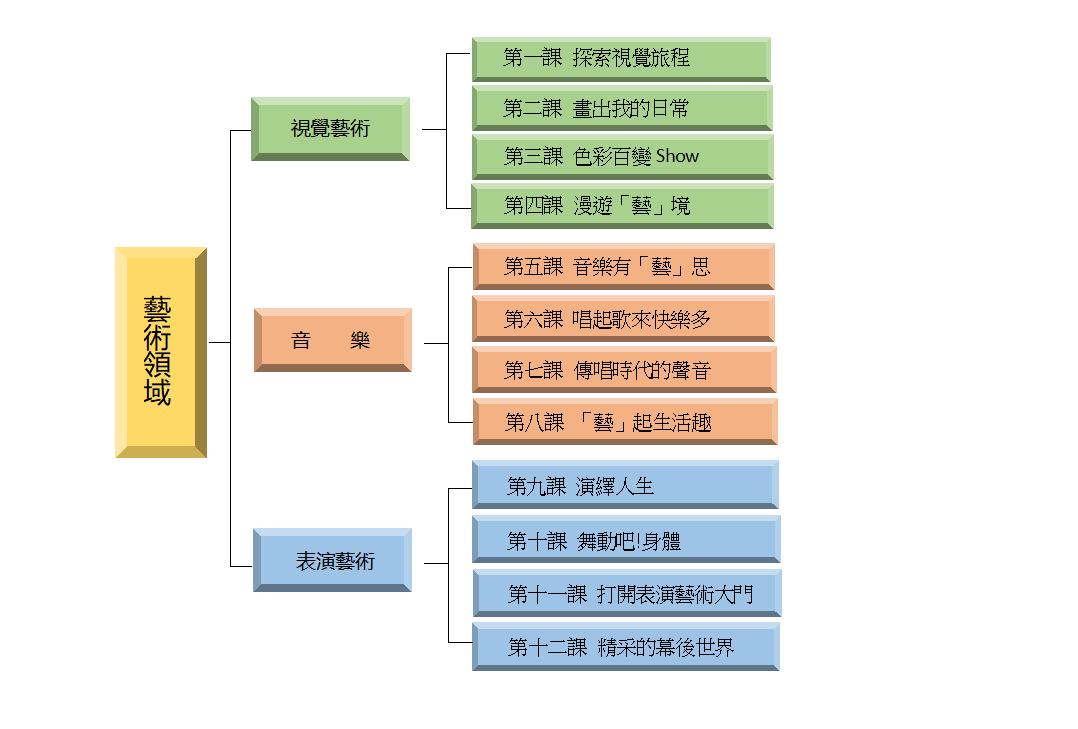 藝術領域
視覺藝術
第一課 探索視覺旅程
第二課 畫出我的日常
第三課 色彩百變 Show
第四課 漫遊「藝」境
音 樂
第五課 音樂有「藝」思
第六課 唱起歌來快樂多
第七課 傳唱時代的聲音
第八課 「藝」起生活趣
表演藝術
第九課 演繹人生
第十課 舞動吧!身體
第十一課 打開表演藝術大門
第十二課 精采的幕後世界